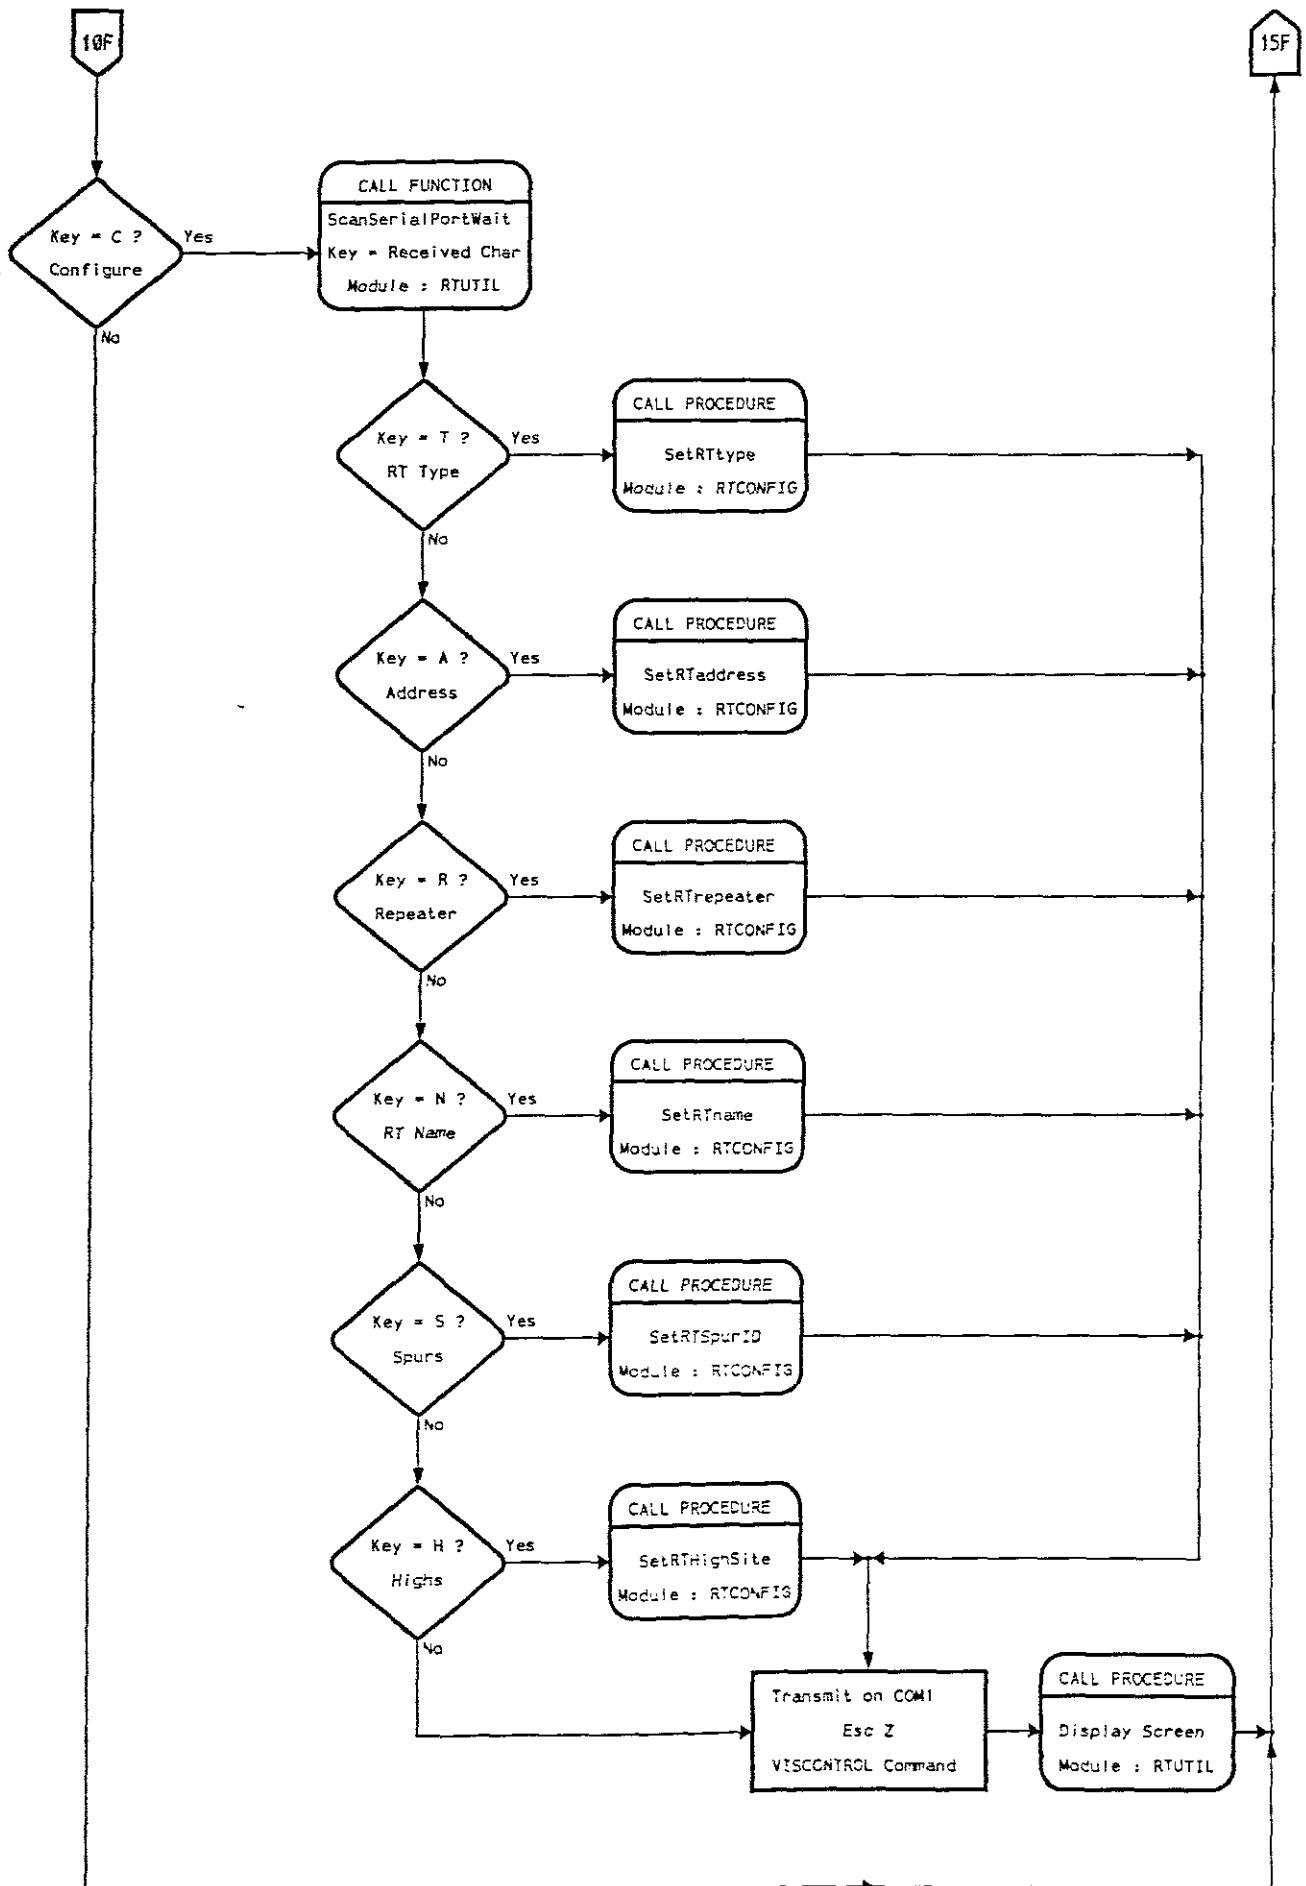 10F
15F
Key = C ?
Configure
Yes
No
CALL FUNCTION
ScanSerialPortWait
Key = Received Char
Module : RTUTIL
Key = T ?
RT Type
Yes
No
CALL PROCEDURE
SetRTtype
Module : RTCONFIG
Key = A ?
Address
Yes
No
CALL PROCEDURE
SetRTaddress
Module : RTCONFIG
Key = R ?
Repeater
Yes
No
CALL PROCEDURE
SetRTrepeater
Module : RTCONFIG
Key = N ?
RT Name
Yes
No
CALL PROCEDURE
SetRTname
Module : RTCONFIG
Key = S ?
Spurs
Yes
No
CALL PROCEDURE
SetRTSpurID
Module : RTCONFIG
Key = H ?
Highs
Yes
No
CALL PROCEDURE
SetRTHighSite
Module : RTCONFIG
Transmit on COM1
Esc Z
VISCONTROL Command
CALL PROCEDURE
Display Screen
Module : RTUTIL